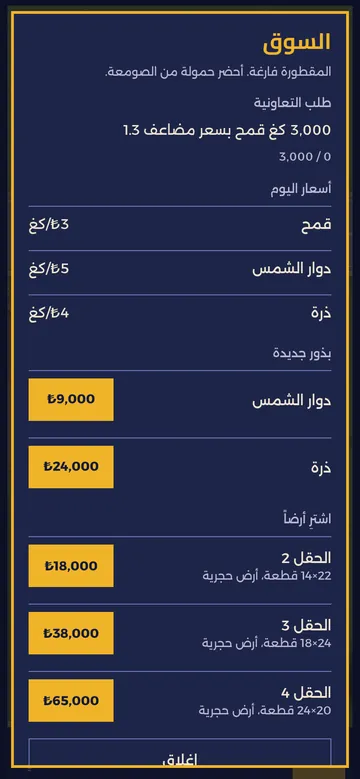 السوق
المقطورة فارغة. أحضر حمولة من الصومعة.
طلب التعاونية
3,000 كغ قمح بسعر مضاعف 1.3
0 / 3,000
أسعار اليوم
قمح ₺3/كغ
دوار الشمس ₺5/كغ
ذرة ₺4/كغ
بذور جديدة
دوار الشمس ₺9,000
ذرة ₺24,000
اشترِ أرضاً
الحقل 2 ₺18,000
22×14 قطعة، أرض حجرية
الحقل 3 ₺38,000
24×18 قطعة، أرض حجرية
الحقل 4 ₺65,000
20×24 قطعة، أرض حجرية
إغلاق